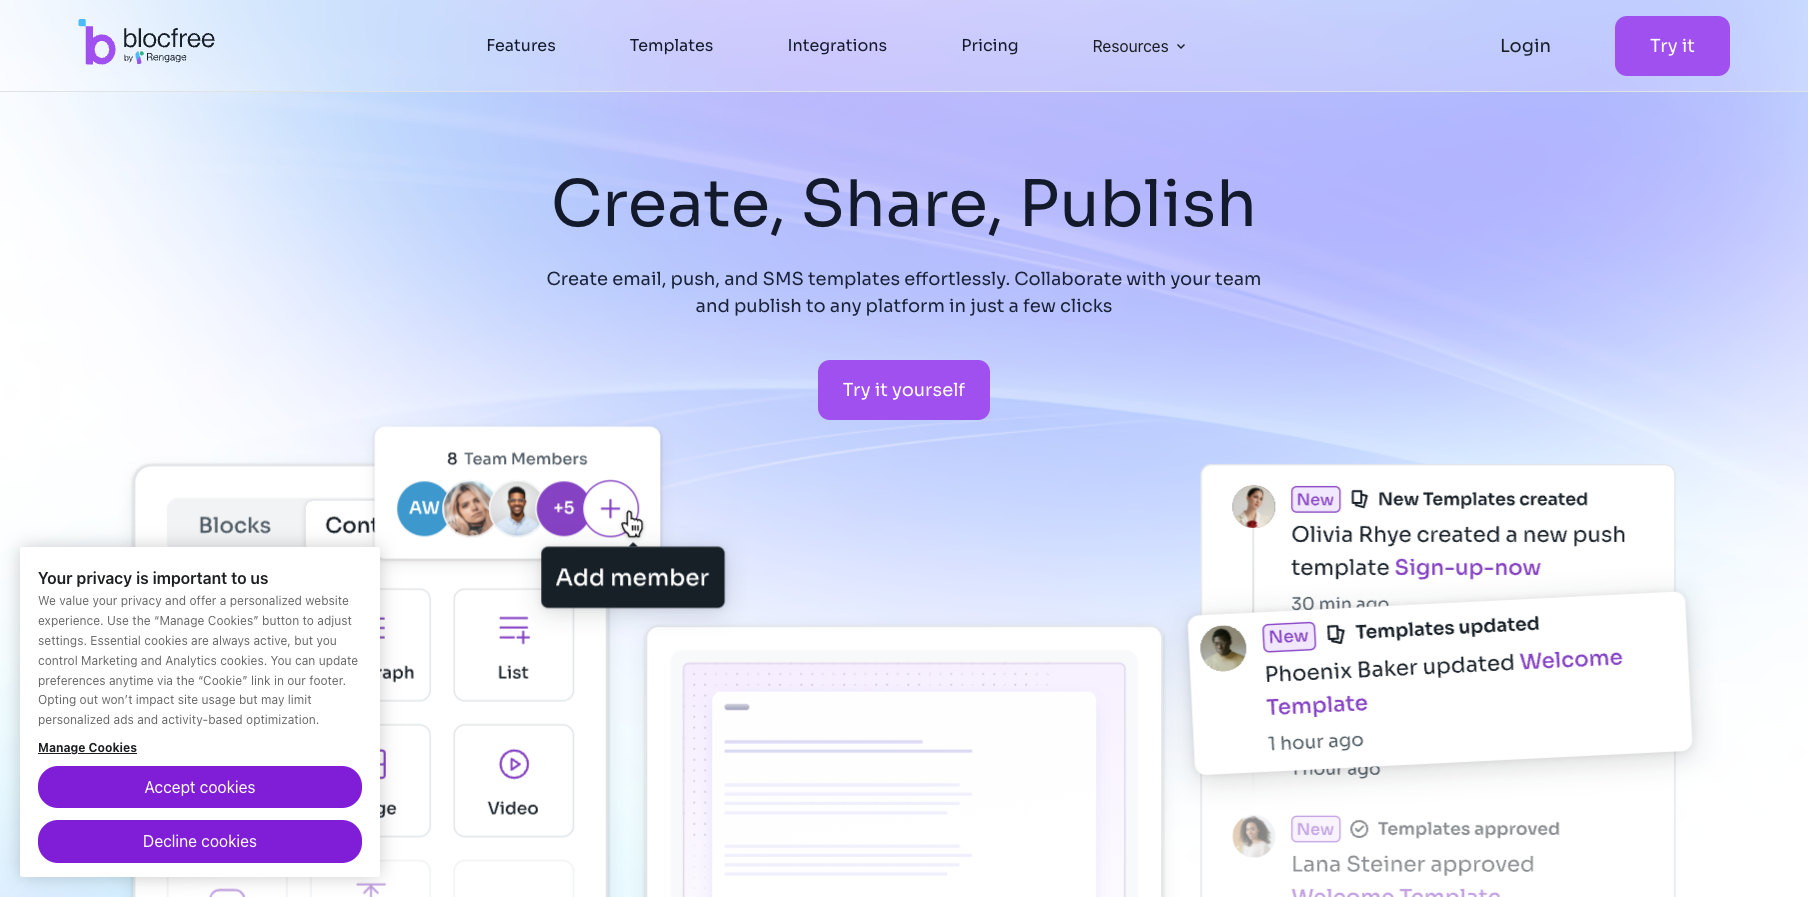 blocfree
by Rengage
Features
Templates
Integrations
Pricing
Resources
Login
Try it
Create, Share, Publish
Create email, push, and SMS templates effortlessly. Collaborate with your team
and publish to any platform in just a few clicks
Try it yourself
8 Team Members
AW
+5
Add member
Blocks
Cont
List
raph
Video
ge
Your privacy is important to us
We value your privacy and offer a personalized website
experience. Use the “Manage Cookies” button to adjust
settings. Essential cookies are always active, but you
control Marketing and Analytics cookies. You can update
preferences anytime via the “Cookie” link in our footer.
Opting out won’t impact site usage but may limit
personalized ads and activity-based optimization.
Manage Cookies
Accept cookies
Decline cookies
New New Templates created
Olivia Rhye created a new push
template Sign-up-now
30 min ago
New Templates updated
Phoenix Baker updated Welcome
Template
1 hour ago
1 hour ago
New Templates approved
Lana Steiner approved
Welcome Template